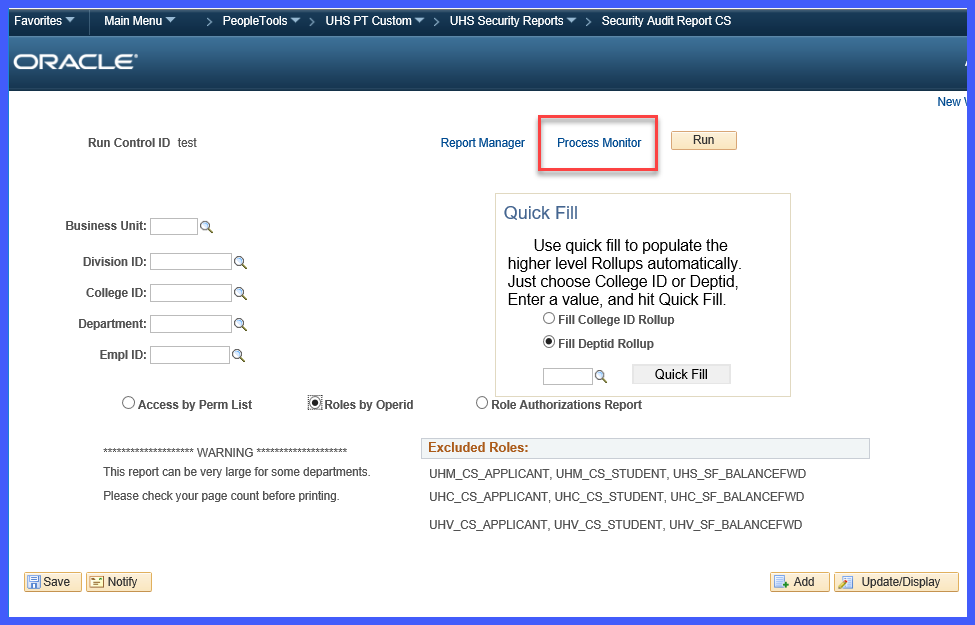 Favorites Main Menu > PeopleTools > UHS PT Custom > UHS Security Reports > Security Audit Report CS
ORACLE
New
Run Control ID test Report Manager Process Monitor Run
Quick Fill
Use quick fill to populate the
higher level Rollups automatically.
Just choose College ID or Deptid,
Enter a value, and hit Quick Fill.
Fill College ID Rollup
Fill Deptid Rollup
Quick Fill
Business Unit:
Division ID:
College ID:
Department:
Empl ID:
Access by Perm List Roles by Operid Role Authorizations Report
******************** WARNING ********************
This report can be very large for some departments.
Please check your page count before printing.
Excluded Roles:
UHM_CS_APPLICANT, UHM_CS_STUDENT, UHS_SF_BALANCEFWD
UHC_CS_APPLICANT, UHC_CS_STUDENT, UHC_SF_BALANCEFWD
UHV_CS_APPLICANT, UHV_CS_STUDENT, UHV_SF_BALANCEFWD
Save Notify Add Update/Display